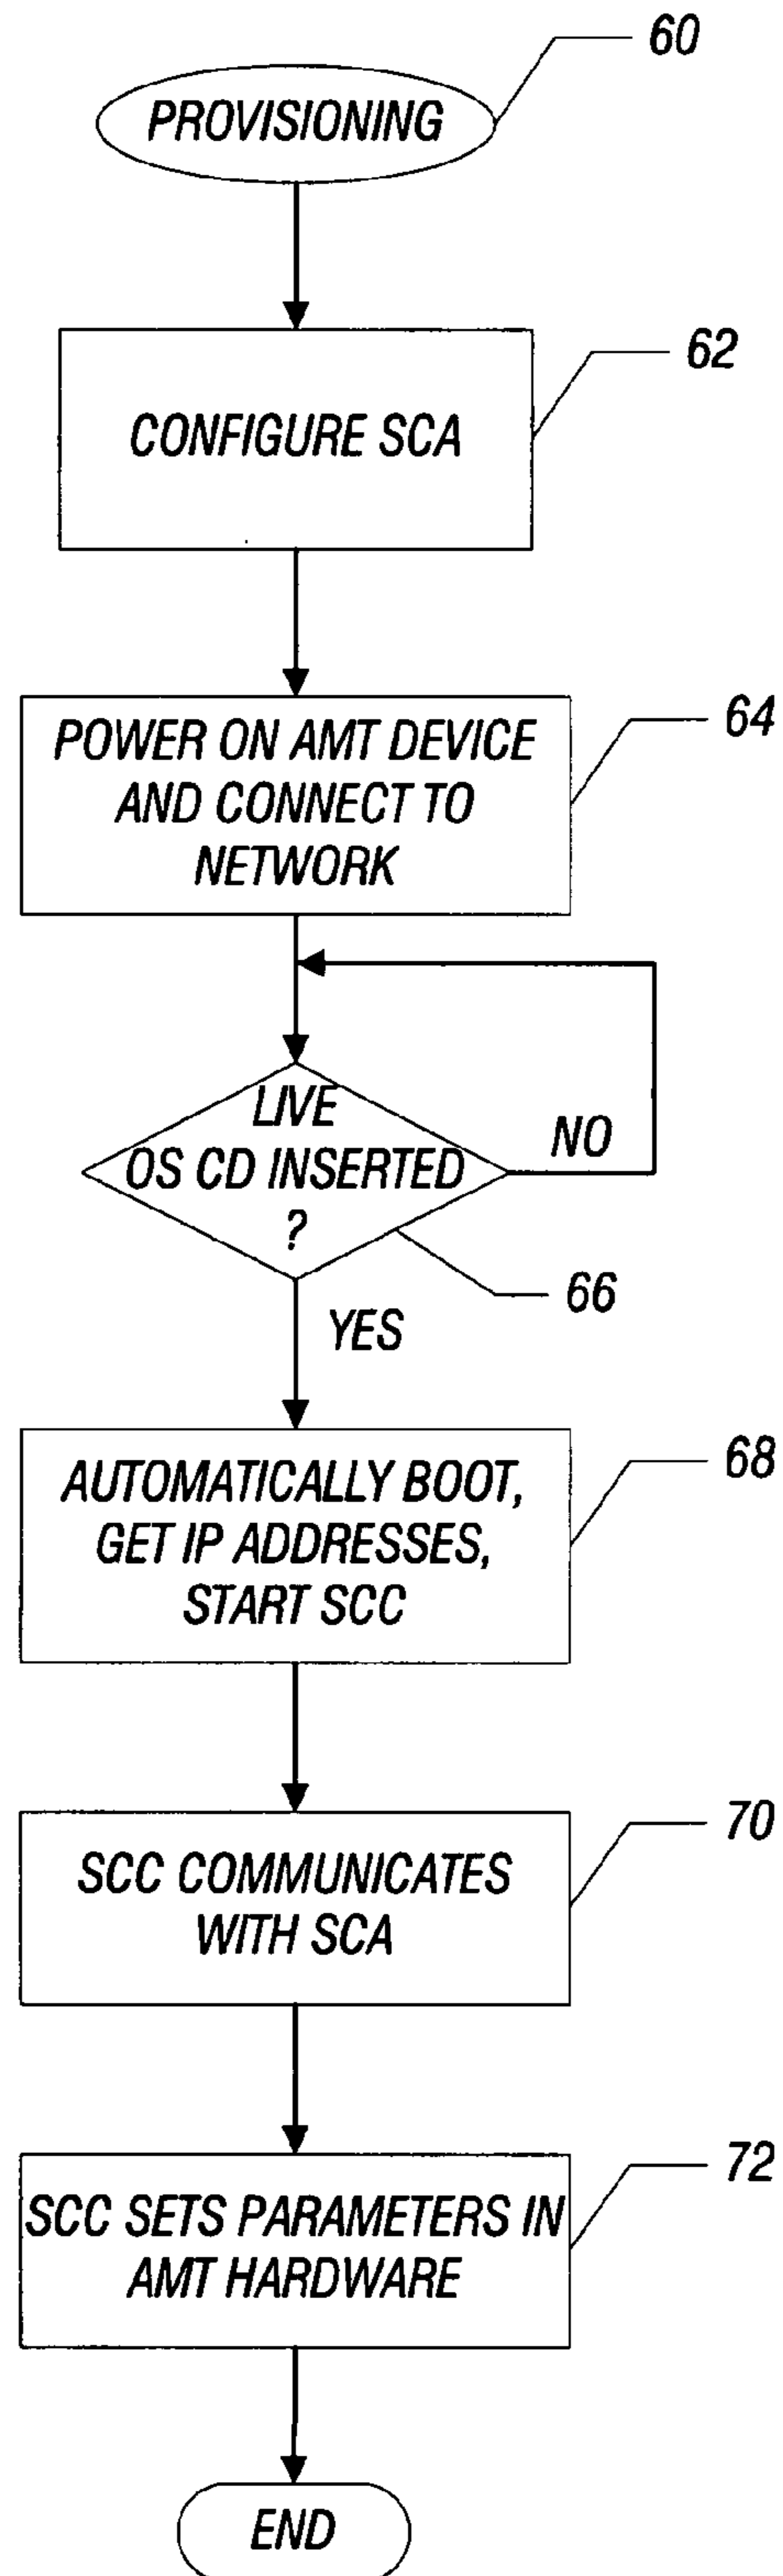 60
PROVISIONING
62
CONFIGURE SCA
64
POWER ON AMT DEVICE
AND CONNECT TO
NETWORK
LIVE
OS CD INSERTED
?
NO
66
YES
68
AUTOMATICALLY BOOT,
GET IP ADDRESSES,
START SCC
70
SCC COMMUNICATES
WITH SCA
72
SCC SETS PARAMETERS IN
AMT HARDWARE
END